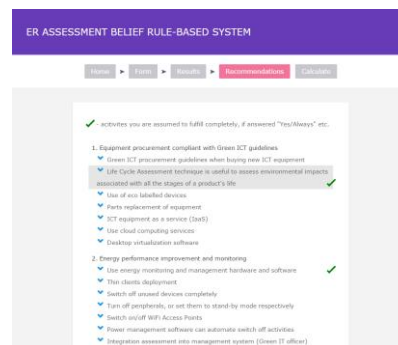 ER ASSESSMENT BELIEF RULE-BASED SYSTEM
Home ► Form ► Results ► Recommendations Calculate
- acitivites you are assumed to fulfill completely, if answered "Yes/Always" etc.
1. Equipment procurement compliant with Green ICT guidelines
Green ICT procurement guidelines when buying new ICT equipment
Life Cycle Assessment technique is useful to assess environmental impacts
associated with all the stages of a product's life
Use of eco labelled devices
Parts replacement of equipment
ICT equipment as a service (IaaS)
Use cloud computing services
Desktop virtualization software
2. Energy performance improvement and monitoring
Use energy monitoring and management hardware and software
Thin clients deployment
Switch off unused devices completely
Turn off peripherals, or set them to stand-by mode respectively
Switch on/off WiFi Access Points
Power management software can automate switch off activities
Integration assessment into management system (Green IT officer)